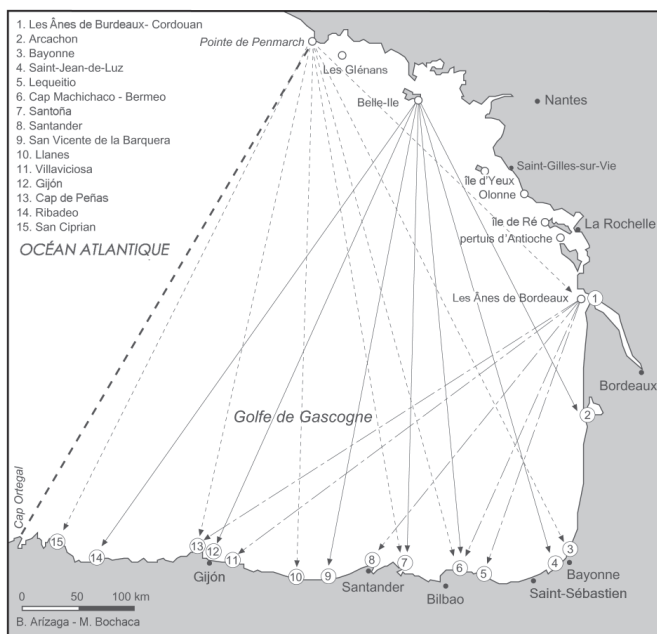 1. Les Ânes de Burdeaux- Cordouan
2. Arcachon
3. Bayonne
4. Saint-Jean-de-Luz
5. Lequeitio
6. Cap Machichaco - Bermeo
7. Santoña
8. Santander
9. San Vicente de la Barquera
10. Llanes
11. Villaviciosa
12. Gijón
13. Cap de Peñas
14. Ribadeo
15. San Ciprian
OCÉAN ATLANTIQUE
Pointe de Penmarch
Les Glénans
Belle-Ile
Nantes
Saint-Gilles-sur-Vie
île d'Yeux
Olonne
île de Ré
La Rochelle
pertuis d'Antioche
Les Ânes de Bordeaux
1
Bordeaux
2
Golfe de Gascogne
Cap Ortegal
15
14
13
12
11
10
9
8
7
6
5
4
3
Gijón
Santander
Bilbao
Saint-Sébastien
Bayonne
0 50 100 km
B. Arízaga - M. Bochaca